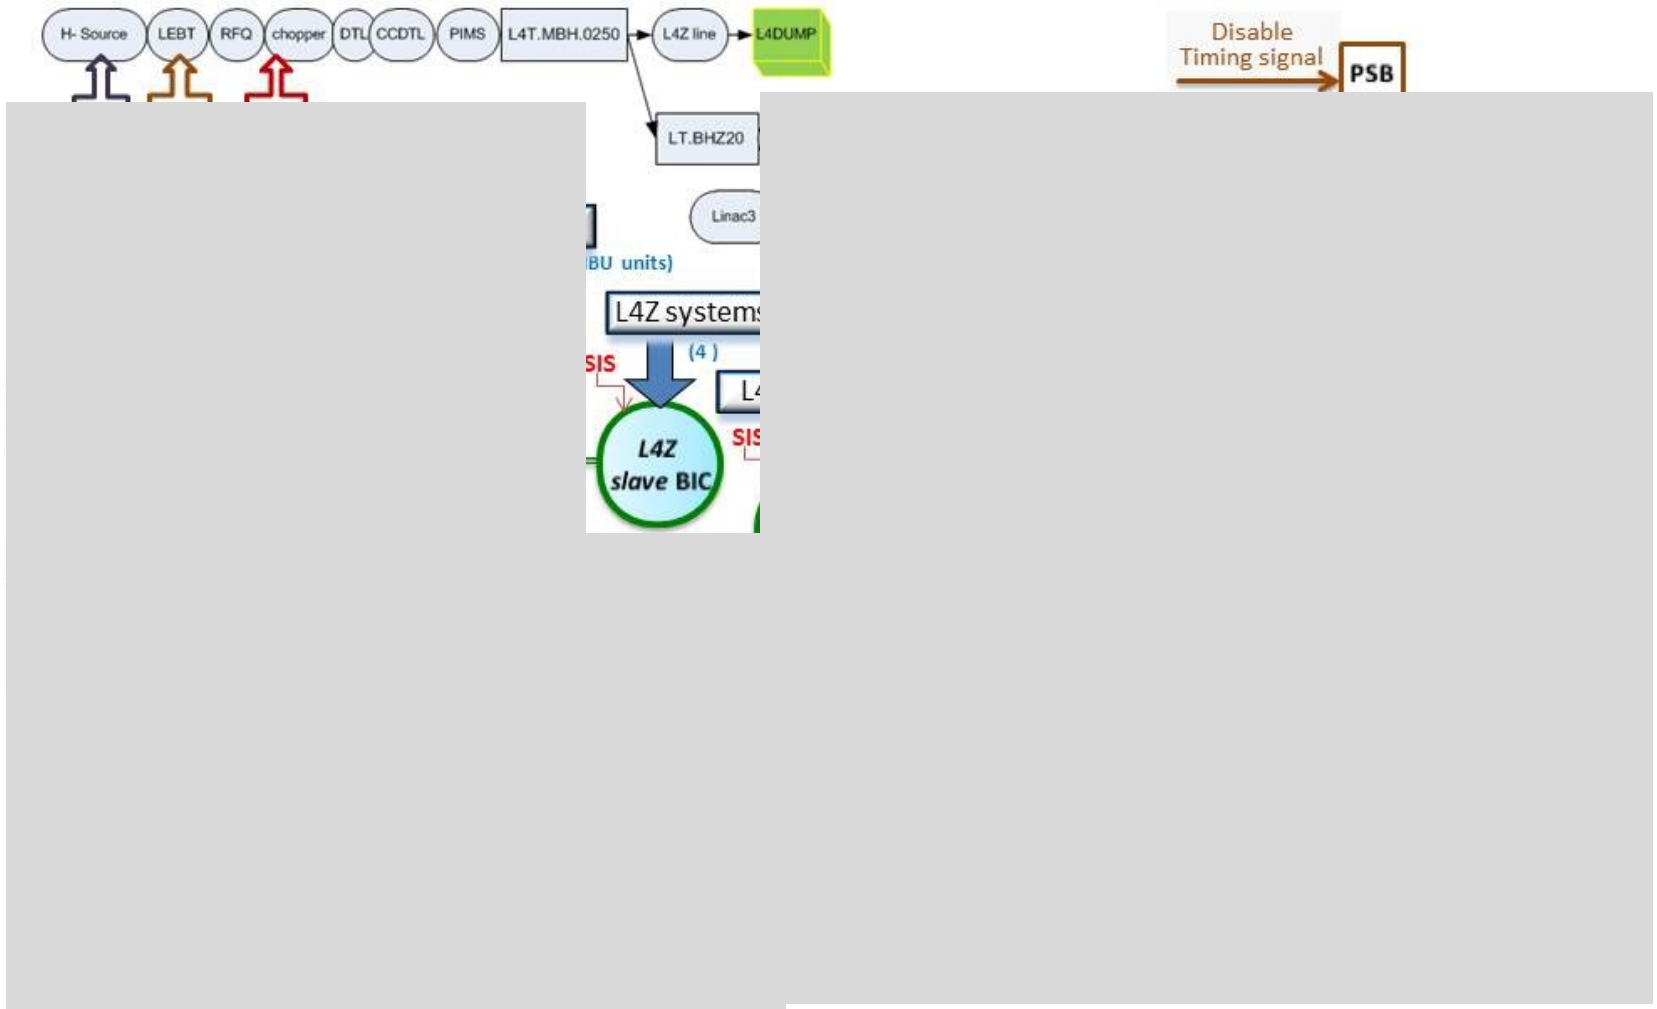 H- Source LEBT RFQ chopper DTL CCDTL PIMS L4T.MBH.0250 L4Z line L4DUMP
Disable
Timing signal
PSB
LT.BHZ20
Linac3
BU units)
L4Z systems
(4 )
SIS
L4
SIS
L4Z
slave BIC